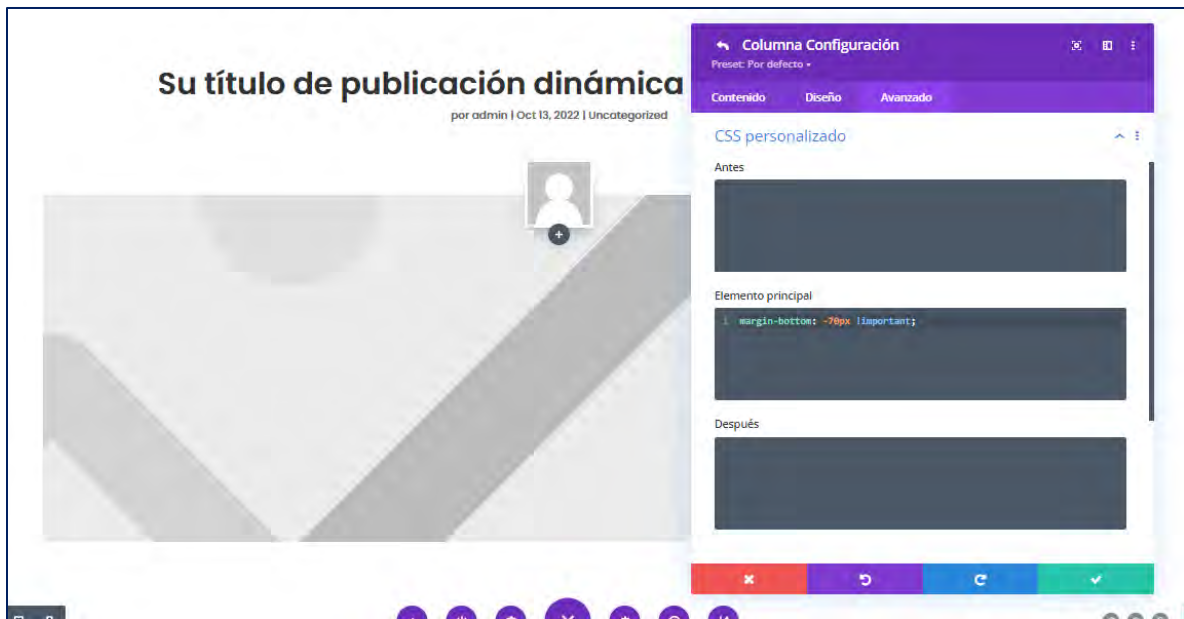 Su título de publicación dinámica
por admin | Oct 13, 2022 | Uncategorized
Columna Configuración
Preset: Por defecto
Contenido Diseño Avanzado
CSS personalizado
Antes
Elemento principal
1 margin-bottom: -70px !important;
Después